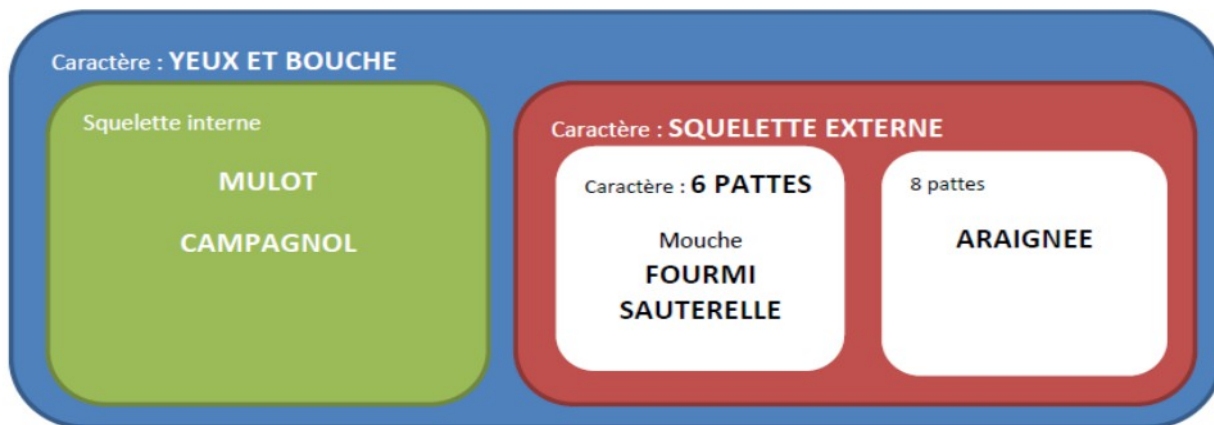 Caractère : YEUX ET BOUCHE
Squelette interne
MULOT
CAMPAGNOL
Caractère : SQUELETTE EXTERNE
Caractère : 6 PATTES
Mouche
FOURMI
SAUTERELLE
8 pattes
ARAIGNEE